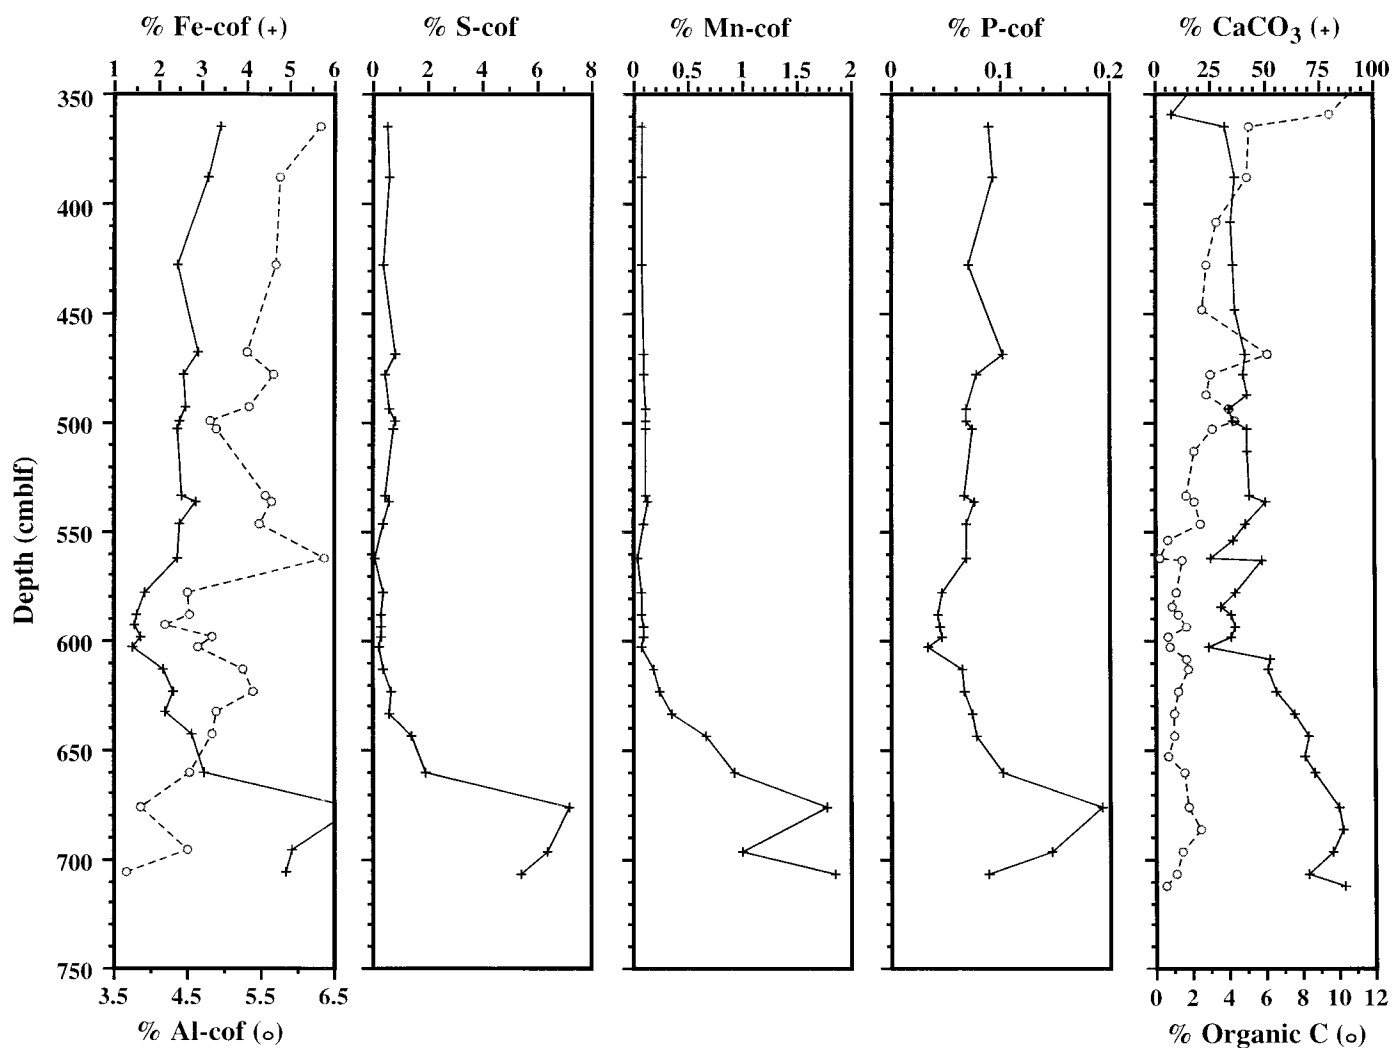 % Fe-cof (+) % S-cof % Mn-cof % P-cof % CaCO3 (+)
1 2 3 4 5 6 0 2 4 6 8 0 0.5 1 1.5 2 0 0.1 0.2 0 25 50 75 100
350
400
450
500
550
600
650
700
750
Depth (cmblf)
3.5 4.5 5.5 6.5 0 2 4 6 8 10 12
% Al-cof (o) % Organic C (o)